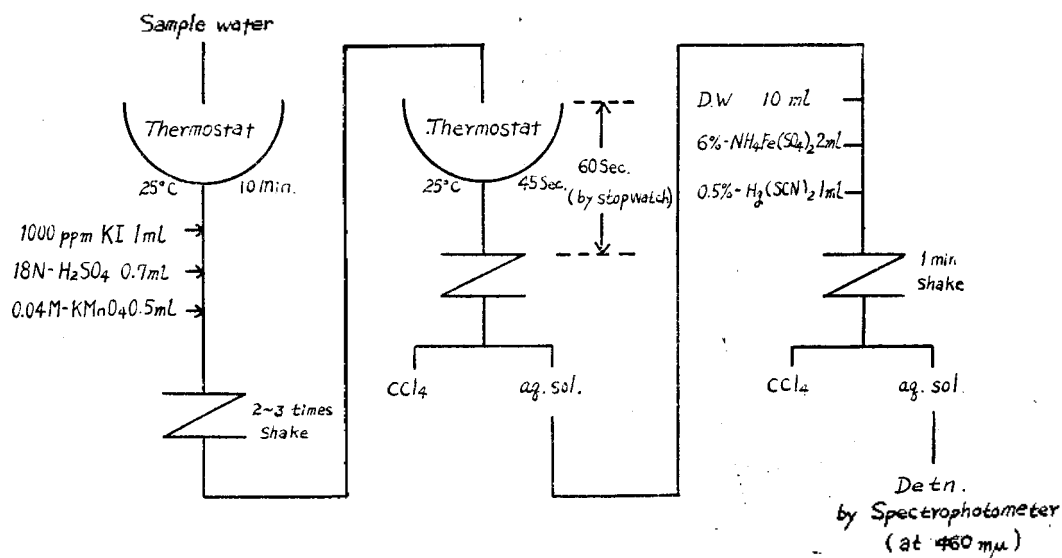 Sample water
Thermostat
25°C 10 Min.
1000 ppm KI 1mL
18N-H₂SO₄ 0.7mL
0.04M-KMnO₄ 0.5mL
2~3 times
Shake
Thermostat
25°C 45 Sec.
60 Sec.
(by stopwatch)
CCl₄ aq. sol.
D.W 10 ml
6%-NH₄Fe(SO₄)₂ 2ml
0.5%-Hg(SCN)₂ 1ml
1 min
Shake
CCl₄ aq. sol
Detn.
by Spectrophotometer
(at 460 mμ)